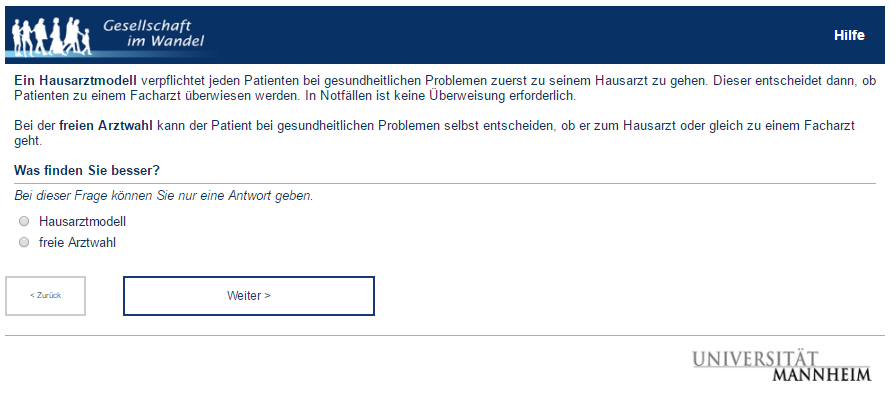 Gesellschaft
im Wandel
Hilfe
Ein Hausarztmodell verpflichtet jeden Patienten bei gesundheitlichen Problemen zuerst zu seinem Hausarzt zu gehen. Dieser entscheidet dann, ob
Patienten zu einem Facharzt überwiesen werden. In Notfällen ist keine Überweisung erforderlich.
Bei der freien Arztwahl kann der Patient bei gesundheitlichen Problemen selbst entscheiden, ob er zum Hausarzt oder gleich zu einem Facharzt
geht.
Was finden Sie besser?
Bei dieser Frage können Sie nur eine Antwort geben.
Hausarztmodell
freie Arztwahl
< Zurück
Weiter >
UNIVERSITÄT
MANNHEIM